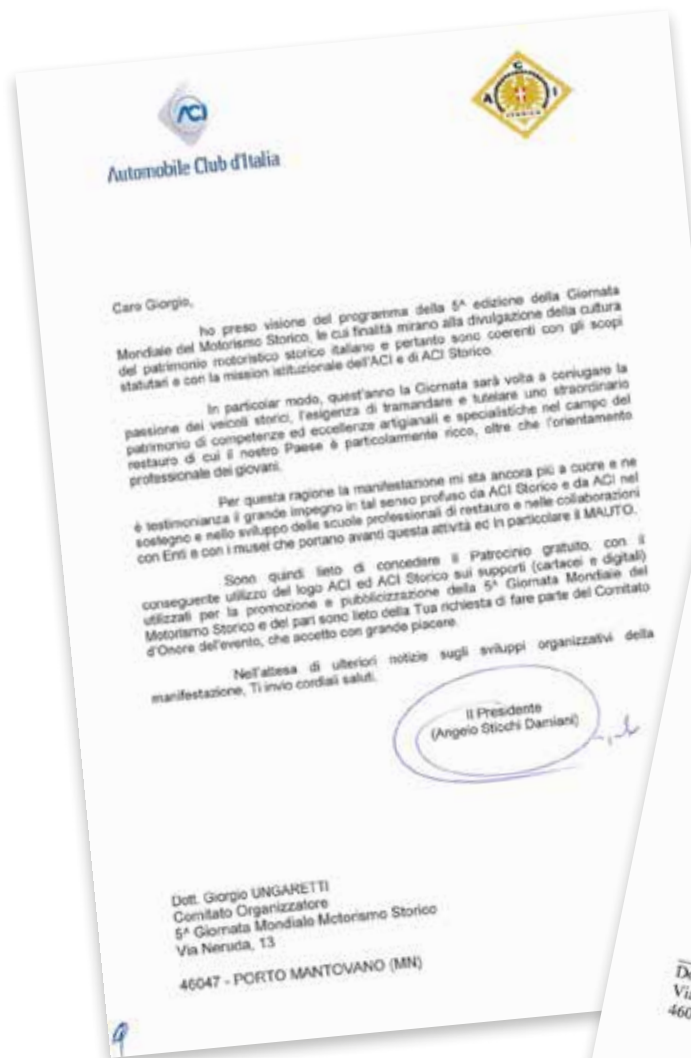 ACI
Automobile Club d'Italia
A C I
STORICO
Caro Giorgio,
ho preso visione del programma della 5^ edizione della Giornata
Mondiale del Motorismo Storico, le cui finalità mirano alla divulgazione della cultura
del patrimonio motoristico storico italiano e pertanto sono coerenti con gli scopi
statutari e con la mission istituzionale dell'ACI e di ACI Storico.
In particolar modo, quest'anno la Giornata sarà volta a coniugare la
passione dei veicoli storici, l'esigenza di tramandare e tutelare uno straordinario
patrimonio di competenze ed eccellenze artigianali e specialistiche nel campo del
restauro di cui il nostro Paese è particolarmente ricco, oltre che l'orientamento
professionale dei giovani.
Per questa ragione la manifestazione mi sta ancora più a cuore e ne
è testimonianza il grande impegno in tal senso profuso da ACI Storico e da ACI nel
sostegno e nello sviluppo delle scuole professionali di restauro e nelle collaborazioni
con Enti e con i musei che portano avanti questa attività ed in particolare il MAUTO.
Sono quindi lieto di concedere il Patrocinio gratuito, con il
conseguente utilizzo del logo ACI ed ACI Storico sui supporti (cartacei e digitali)
utilizzati per la promozione e pubblicizzazione della 5^ Giornata Mondiale del
Motorismo Storico e del pari sono lieto della Tua richiesta di fare parte del Comitato
d'Onore dell'evento, che accetto con grande piacere.
Nell'attesa di ulteriori notizie sugli sviluppi organizzativi della
manifestazione, Ti invio cordiali saluti.
Il Presidente
(Angelo Sticchi Damiani)
Dott. Giorgio UNGARETTI
Comitato Organizzatore
5^ Giornata Mondiale Motorismo Storico
Via Neruda, 13
46047 - PORTO MANTOVANO (MN)